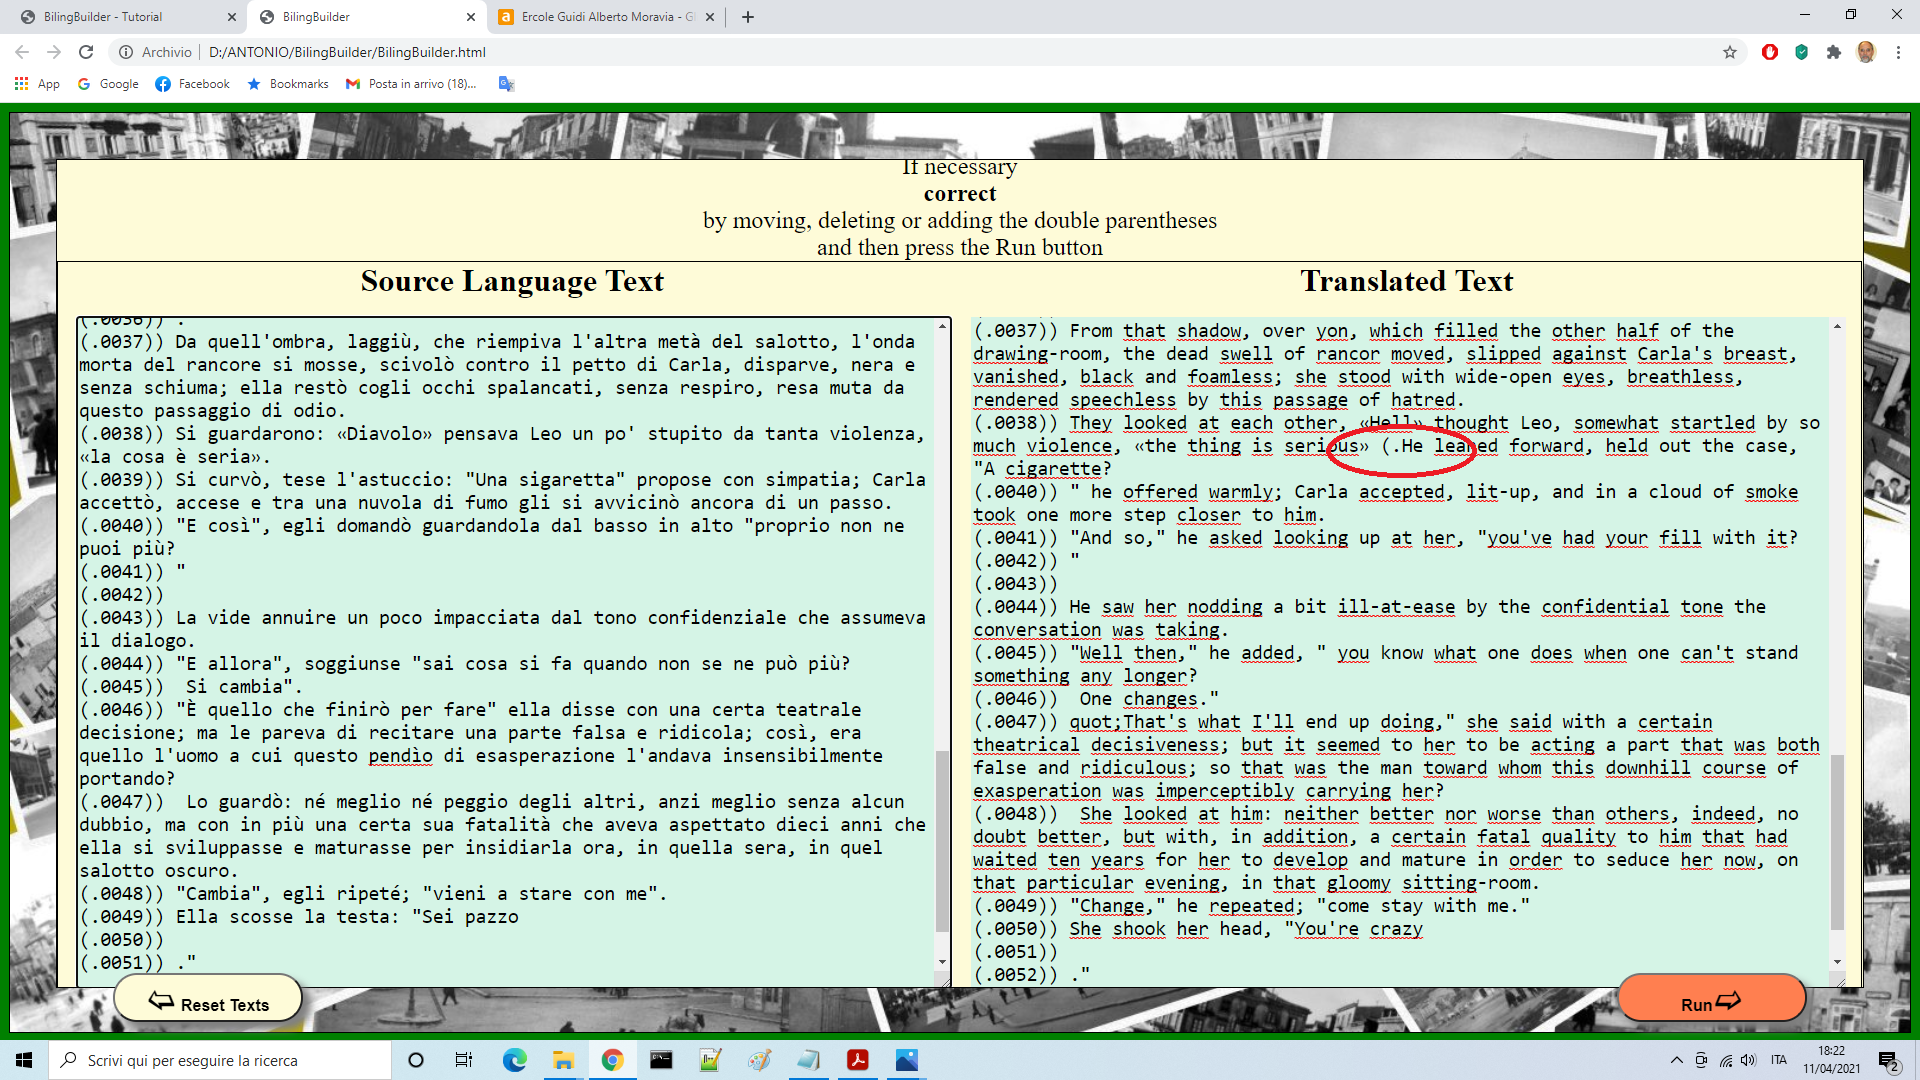 BilingBuilder - Tutorial
BilingBuilder
Ercole Guidi Alberto Moravia - Gl
Archivio
D:/ANTONIO/BilingBuilder/BilingBuilder.html
App
Google
Facebook
Bookmarks
Posta in arrivo (18)...
If necessary
correct
by moving, deleting or adding the double parentheses
and then press the Run button
Source Language Text
(.0036)) .
(.0037)) Da quell'ombra, laggiù, che riempiva l'altra metà del salotto, l'onda
morta del rancore si mosse, scivolò contro il petto di Carla, disparve, nera e
senza schiuma; ella restò cogli occhi spalancati, senza respiro, resa muta da
questo passaggio di odio.
(.0038)) Si guardarono: «Diavolo» pensava Leo un po' stupito da tanta violenza,
«la cosa è seria».
(.0039)) Si curvò, tese l'astuccio: "Una sigaretta" propose con simpatia; Carla
accettò, accese e tra una nuvola di fumo gli si avvicinò ancora di un passo.
(.0040)) "E così", egli domandò guardandola dal basso in alto "proprio non ne
puoi più?
(.0041)) "
(.0042))
(.0043)) La vide annuire un poco impacciata dal tono confidenziale che assumeva
il dialogo.
(.0044)) "E allora", soggiunse "sai cosa si fa quando non se ne può più?
(.0045))  Si cambia".
(.0046)) "È quello che finirò per fare" ella disse con una certa teatrale
decisione; ma le pareva di recitare una parte falsa e ridicola; così, era
quello l'uomo a cui questo pendìo di esasperazione l'andava insensibilmente
portando?
(.0047))  Lo guardò: né meglio né peggio degli altri, anzi meglio senza alcun
dubbio, ma con in più una certa sua fatalità che aveva aspettato dieci anni che
ella si sviluppasse e maturasse per insidiarla ora, in quella sera, in quel
salotto oscuro.
(.0048)) "Cambia", egli ripeté; "vieni a stare con me".
(.0049)) Ella scosse la testa: "Sei pazzo
(.0050))
(.0051)) ."
Translated Text
(.0037)) From that shadow, over yon, which filled the other half of the
drawing-room, the dead swell of rancor moved, slipped against Carla's breast,
vanished, black and foamless; she stood with wide-open eyes, breathless,
rendered speechless by this passage of hatred.
(.0038)) They looked at each other, «Hell» thought Leo, somewhat startled by so
much violence, «the thing is serious» (.He leaned forward, held out the case,
"A cigarette?
(.0040)) " he offered warmly; Carla accepted, lit-up, and in a cloud of smoke
took one more step closer to him.
(.0041)) "And so," he asked looking up at her, "you've had your fill with it?
(.0042)) "
(.0043))
(.0044)) He saw her nodding a bit ill-at-ease by the confidential tone the
conversation was taking.
(.0045)) "Well then," he added, " you know what one does when one can't stand
something any longer?
(.0046))  One changes."
(.0047)) quot;That's what I'll end up doing," she said with a certain
theatrical decisiveness; but it seemed to her to be acting a part that was both
false and ridiculous; so that was the man toward whom this downhill course of
exasperation was imperceptibly carrying her?
(.0048))  She looked at him: neither better nor worse than others, indeed, no
doubt better, but with, in addition, a certain fatal quality to him that had
waited ten years for her to develop and mature in order to seduce her now, on
that particular evening, in that gloomy sitting-room.
(.0049)) "Change," he repeated; "come stay with me."
(.0050)) She shook her head, "You're crazy
(.0051))
(.0052)) ."
Reset Texts
Run
Scrivi qui per eseguire la ricerca
ITA
18:22
11/04/2021
2